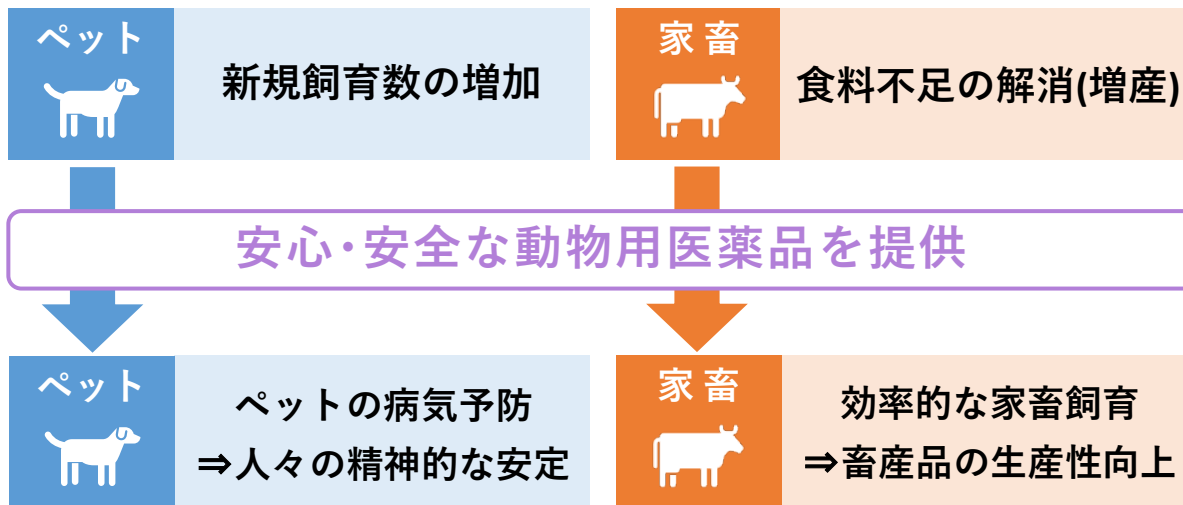 ペット
新規飼育数の増加
家畜
食料不足の解消(増産)
安心･安全な動物用医薬品を提供
ペット
ペットの病気予防
⇒人々の精神的な安定
家畜
効率的な家畜飼育
⇒畜産品の生産性向上